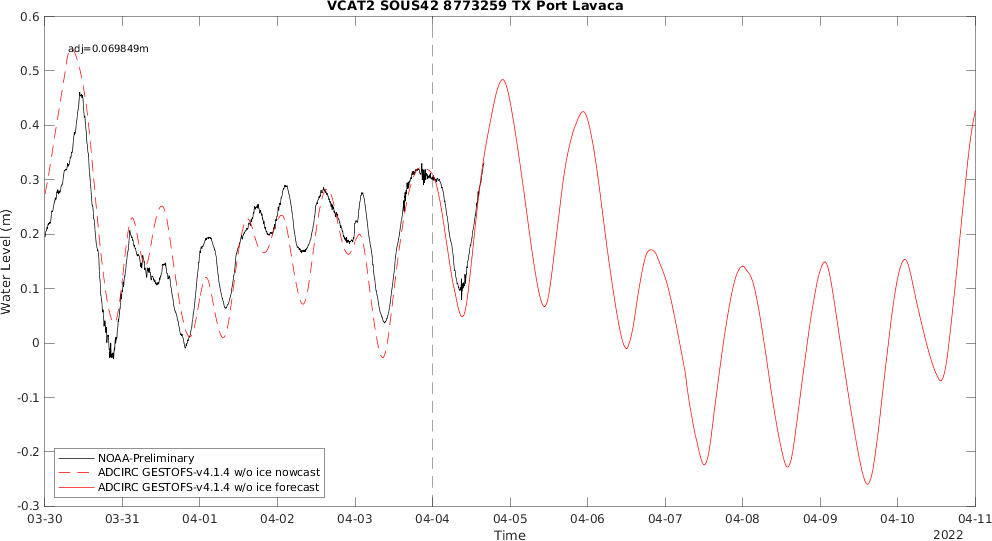 VCAT2 SOUS42 8773259 TX Port Lavaca
adj=0.069849m
0.6
0.5
0.4
0.3
0.2
0.1
0
-0.1
-0.2
-0.3
Water Level (m)
NOAA-Preliminary
ADCIRC GESTOFS-v4.1.4 w/o ice nowcast
ADCIRC GESTOFS-v4.1.4 w/o ice forecast
03-30 03-31 04-01 04-02 04-03 04-04 04-05 04-06 04-07 04-08 04-09 04-10 04-11
Time
2022